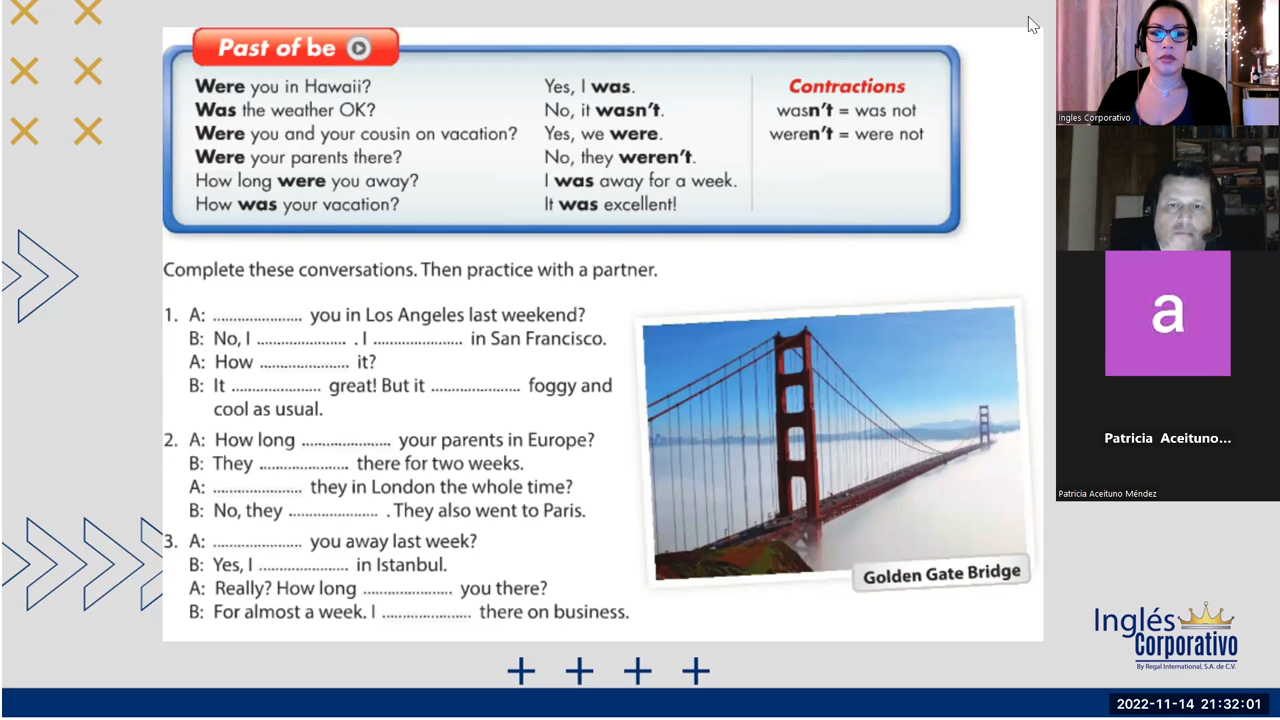 Past of be
Were you in Hawaii? Yes, I was.
Was the weather OK? No, it wasn't.
Were you and your cousin on vacation? Yes, we were.
Were your parents there? No, they weren't.
How long were you away? I was away for a week.
How was your vacation? It was excellent!
Contractions
wasn't = was not
weren't = were not
Complete these conversations. Then practice with a partner.
1. A: ...................... you in Los Angeles last weekend?
B: No, I ...................... . I ...................... in San Francisco.
A: How ...................... it?
B: It ...................... great! But it ...................... foggy and
cool as usual.
2. A: How long ...................... your parents in Europe?
B: They ...................... there for two weeks.
A: ...................... they in London the whole time?
B: No, they ...................... . They also went to Paris.
3. A: ...................... you away last week?
B: Yes, I ...................... in Istanbul.
A: Really? How long ...................... you there?
B: For almost a week. I ...................... there on business.
Golden Gate Bridge
Ingles Corporativo
a
Patricia Aceituno...
Patricia Aceituno Méndez
Inglés
Corporativo
By Regal International, S.A. de C.V.
2022-11-14 21:32:01